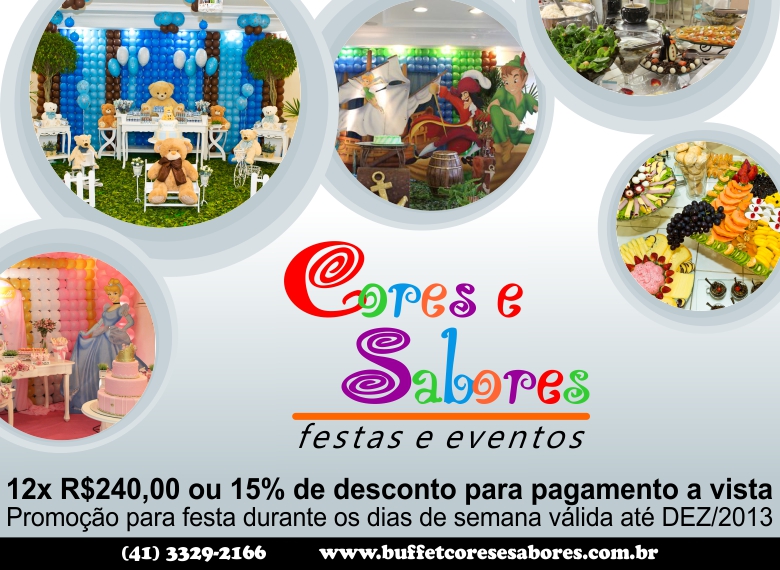 Cores e
Sabores
festas e eventos
12x R$240,00 ou 15% de desconto para pagamento a vista
Promoção para festa durante os dias de semana válida até DEZ/2013
(41) 3329-2166 www.buffetcoresesabores.com.br